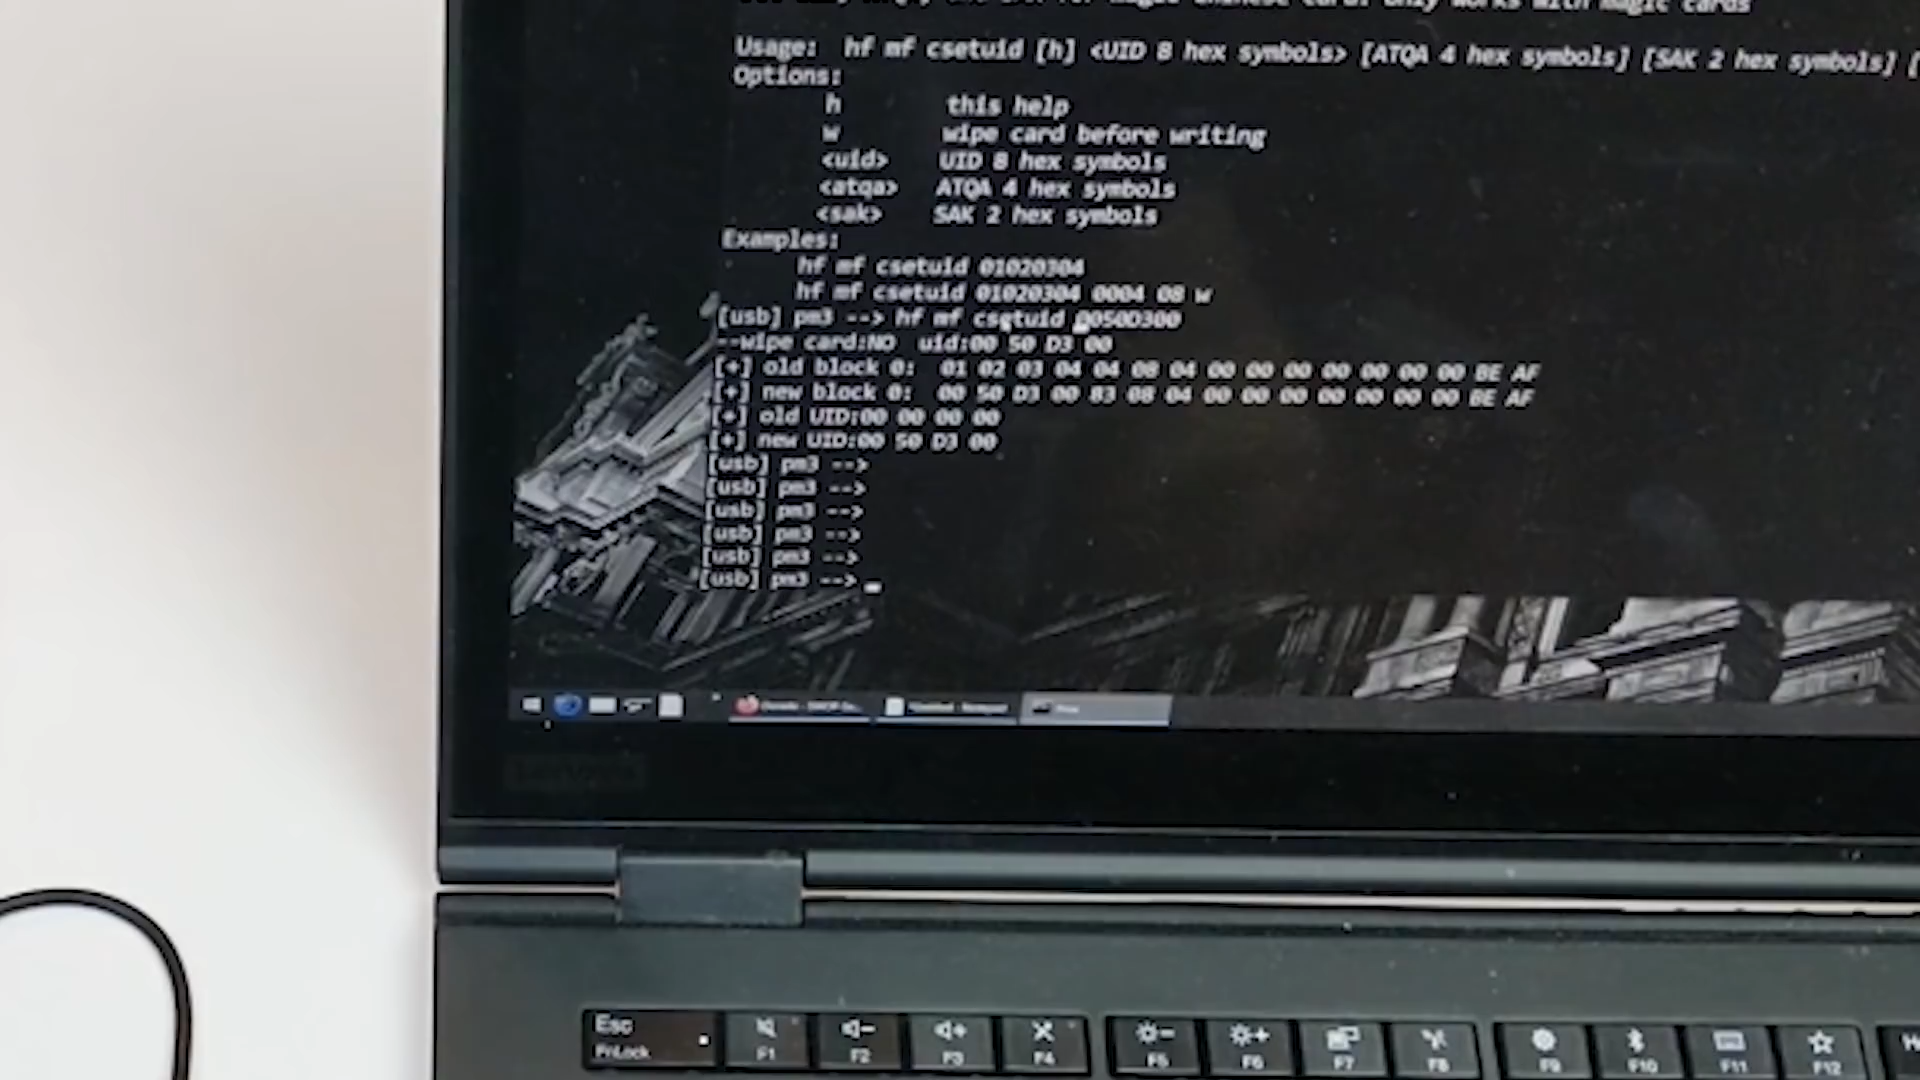 magic cards
Usage: hf mf csetuid [h] <UID 8 hex symbols> [ATQA 4 hex symbols] [SAK 2 hex symbols] [
Options:
h this help
w wipe card before writing
<uid> UID 8 hex symbols
<atqa> ATQA 4 hex symbols
<sak> SAK 2 hex symbols
Examples:
hf mf csetuid 01020304
hf mf csetuid 01020304 0004 08 w
[usb] pm3 --> hf mf csetuid 0050D300
--wipe card:NO uid:00 50 D3 00
[+] old block 0: 01 02 03 04 04 08 04 00 00 00 00 00 00 00 BE AF
[+] new block 0: 00 50 D3 00 83 08 04 00 00 00 00 00 00 00 BE AF
[+] old UID:00 00 00 00
[+] new UID:00 50 D3 00
[usb] pm3 -->
[usb] pm3 -->
[usb] pm3 -->
[usb] pm3 -->
[usb] pm3 -->
[usb] pm3 --> _
Esc
FnLock
F1
F2
F3
F4
F5
F6
F7
F8
F9
F10
F11
F12